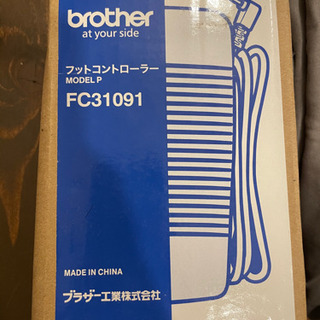 brother
at your side
フットコントローラー
MODEL P
FC31091
MADE IN CHINA
ブラザー工業株式会社